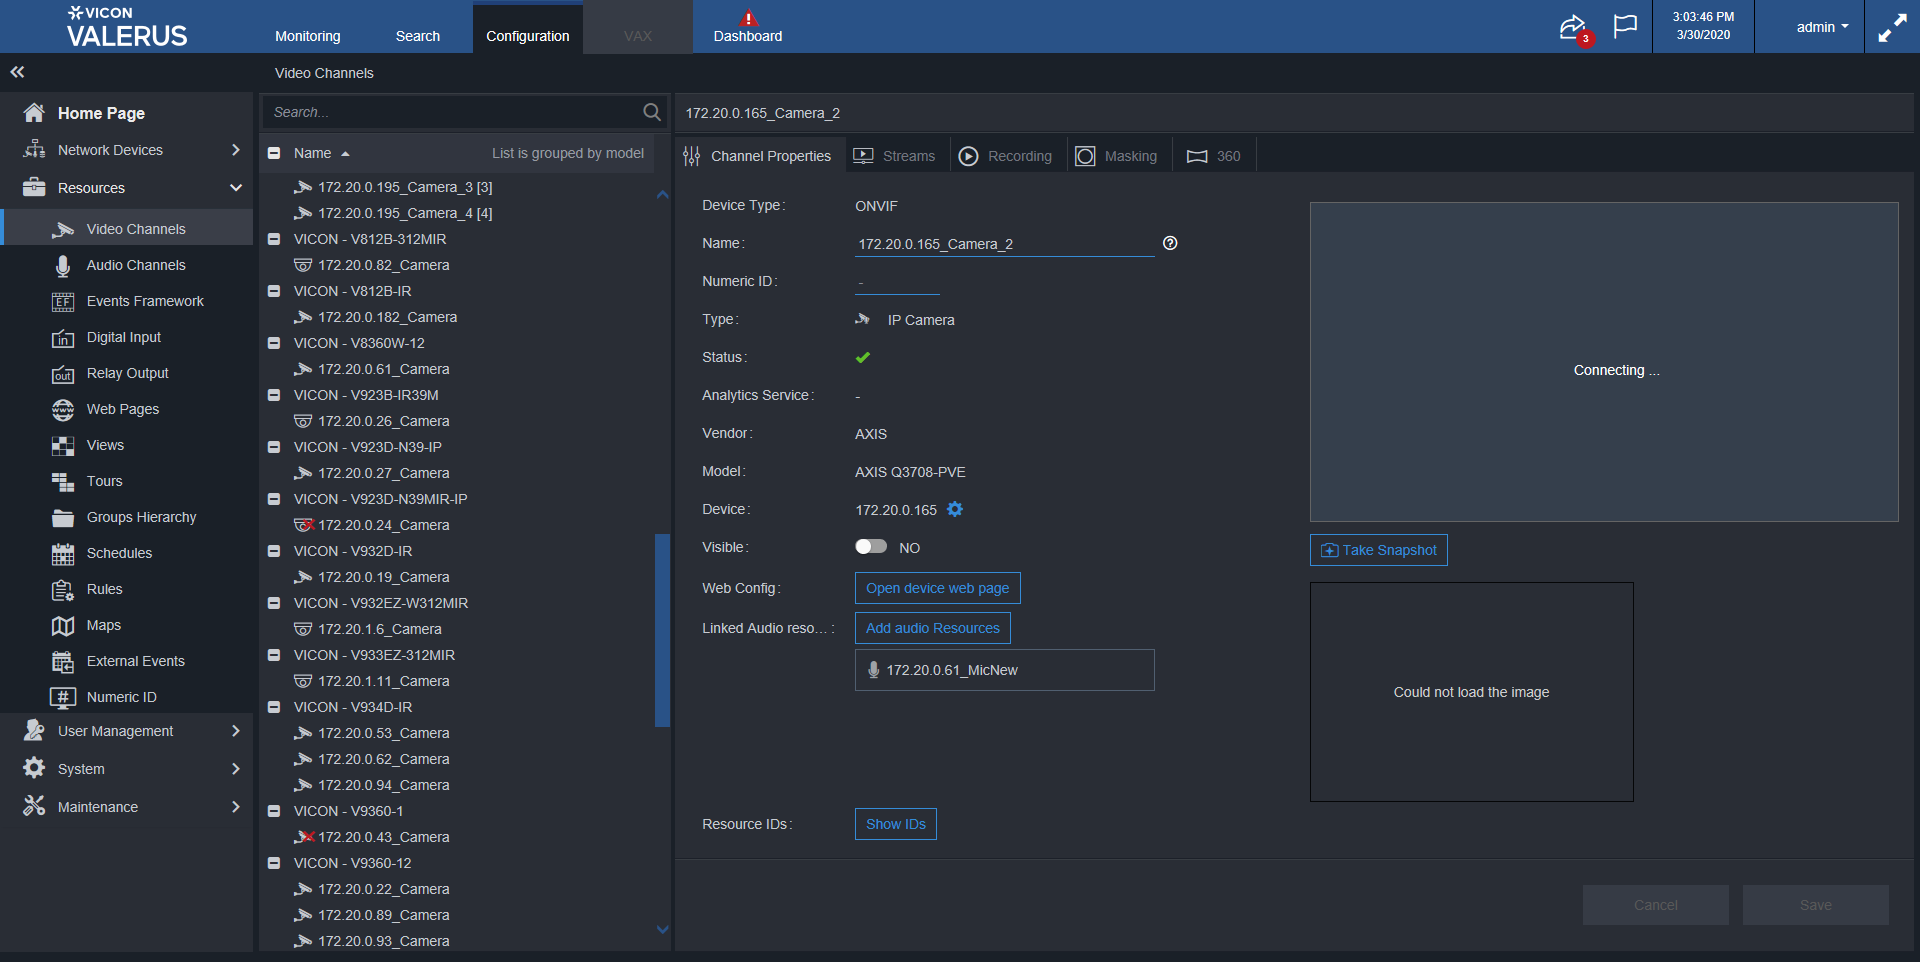 VICON
VALERUS
Monitoring
Search
Configuration
VAX
Dashboard
3
3:03:46 PM
3/30/2020
admin
Video Channels
Home Page
Network Devices
Resources
Video Channels
Audio Channels
EF
Events Framework
in
Digital Input
out
Relay Output
www
Web Pages
Views
Tours
Groups Hierarchy
Schedules
Rules
Maps
External Events
#
Numeric ID
User Management
System
Maintenance
Search...
Name
List is grouped by model
172.20.0.195_Camera_3 [3]
172.20.0.195_Camera_4 [4]
VICON - V812B-312MIR
172.20.0.82_Camera
VICON - V812B-IR
172.20.0.182_Camera
VICON - V8360W-12
172.20.0.61_Camera
VICON - V923B-IR39M
172.20.0.26_Camera
VICON - V923D-N39-IP
172.20.0.27_Camera
VICON - V923D-N39MIR-IP
172.20.0.24_Camera
VICON - V932D-IR
172.20.0.19_Camera
VICON - V932EZ-W312MIR
172.20.1.6_Camera
VICON - V933EZ-312MIR
172.20.1.11_Camera
VICON - V934D-IR
172.20.0.53_Camera
172.20.0.62_Camera
172.20.0.94_Camera
VICON - V9360-1
172.20.0.43_Camera
VICON - V9360-12
172.20.0.22_Camera
172.20.0.89_Camera
172.20.0.93_Camera
172.20.0.165_Camera_2
Channel Properties
Streams
Recording
Masking
360
Device Type: ONVIF
Name: 172.20.0.165_Camera_2
Numeric ID: -
Type: IP Camera
Status:
Analytics Service: -
Vendor: AXIS
Model: AXIS Q3708-PVE
Device: 172.20.0.165
Visible: NO
Web Config: Open device web page
Linked Audio reso... : Add audio Resources
172.20.0.61_MicNew
Resource IDs: Show IDs
Connecting ...
Take Snapshot
Could not load the image
Cancel
Save